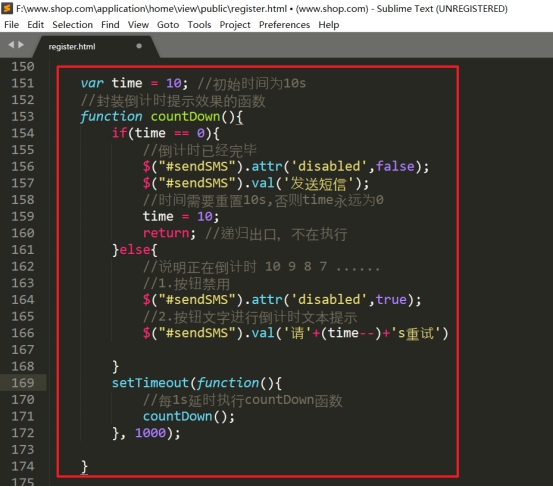 F:\www.shop.com\application\home\view\public\register.html • (www.shop.com) - Sublime Text (UNREGISTERED)
File Edit Selection Find View Goto Tools Project Preferences Help
register.html
150
151 var time = 10; //初始时间为10s
152 //封装倒计时提示效果的函数
153 function countDown(){
154 if(time == 0){
155 //倒计时已经完毕
156 $("#sendSMS").attr('disabled',false);
157 $("#sendSMS").val('发送短信');
158 //时间需要重置10s,否则time永远为0
159 time = 10;
160 return; //递归出口, 不在执行
161 }else{
162 //说明正在倒计时 10 9 8 7 ......
163 //1.按钮禁用
164 $("#sendSMS").attr('disabled',true);
165 //2.按钮文字进行倒计时文本提示
166 $("#sendSMS").val('请'+(time--)+'s重试')
167
168 }
169 setTimeout(function(){
170 //每1s延时执行countDown函数
171 countDown();
172 }, 1000);
173
174 }
175